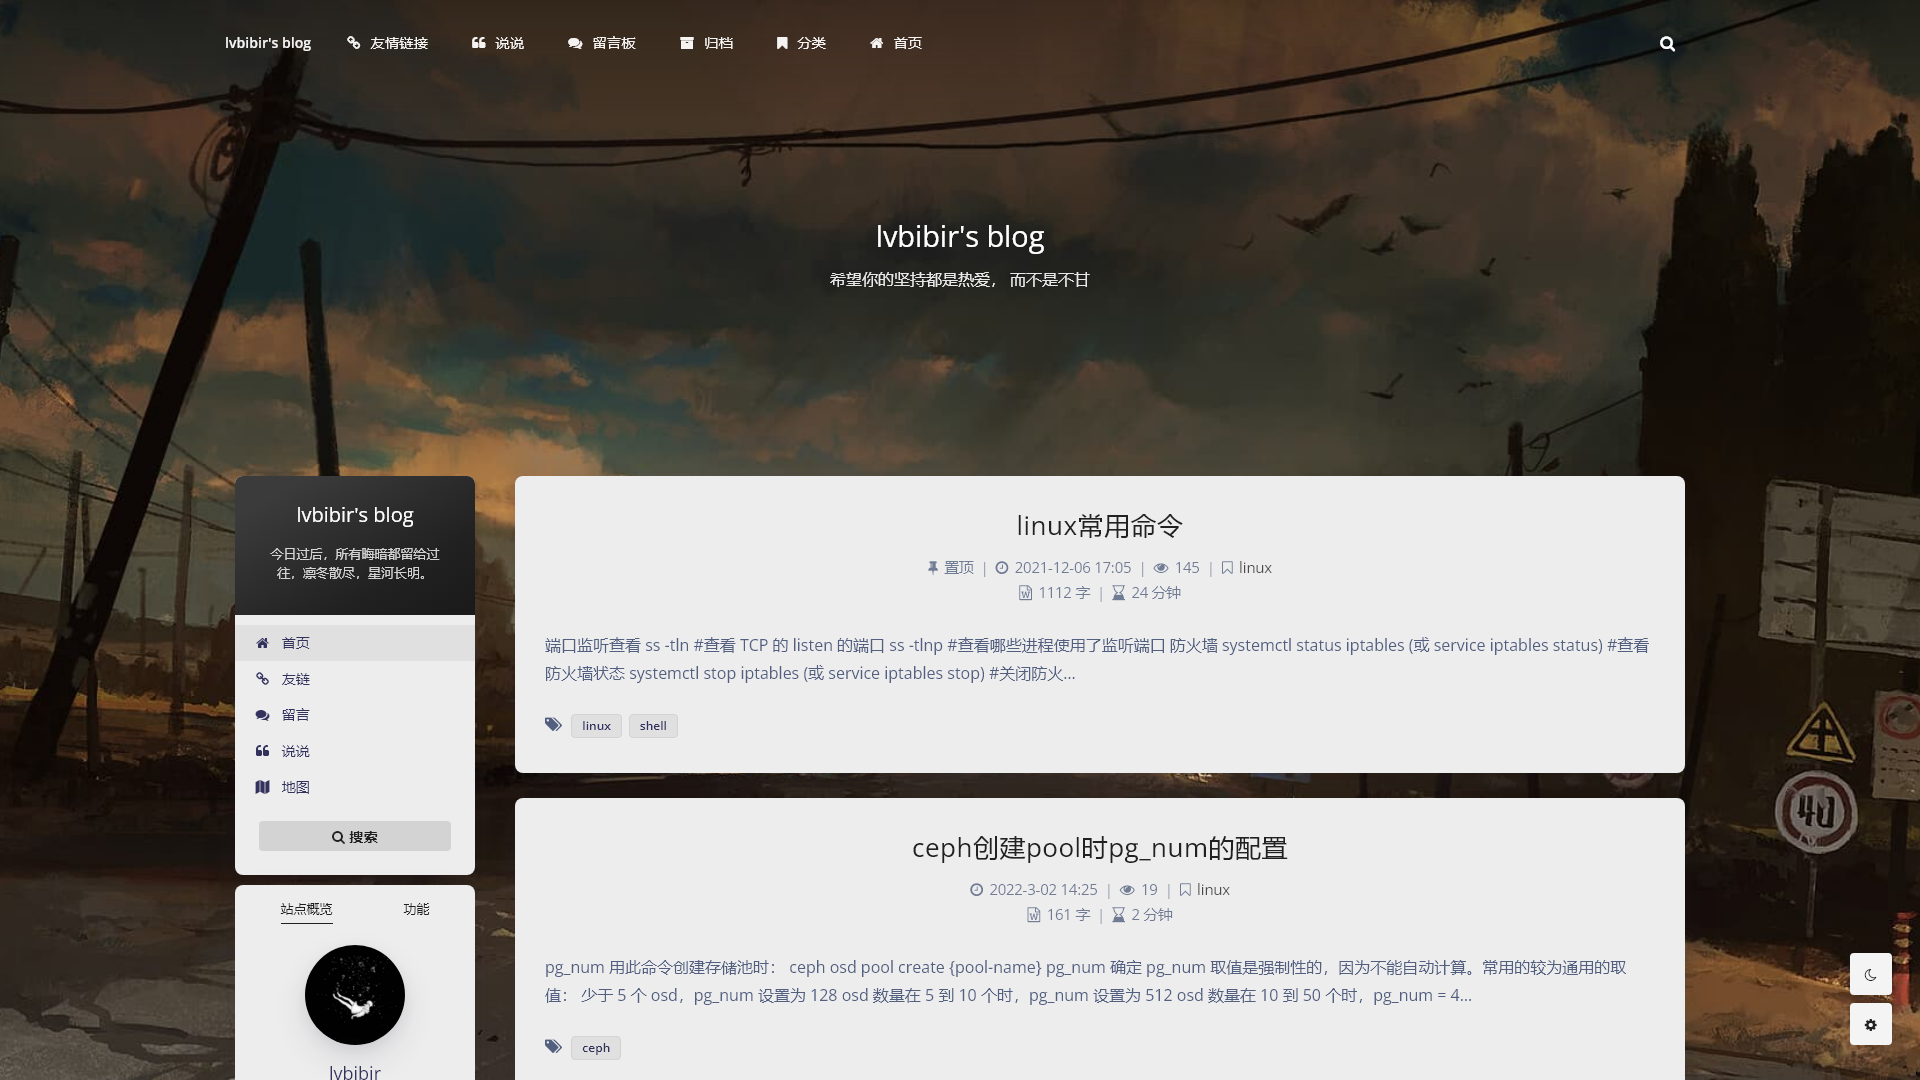 lvbibir's blog 友情链接 说说 留言板 归档 分类 首页
lvbibir's blog
希望你的坚持都是热爱， 而不是不甘
lvbibir's blog
今日过后，所有晦暗都留给过
往，凛冬散尽，星河长明。
首页
友链
留言
说说
地图
搜索
站点概览 功能
lvbibir
linux常用命令
置顶 | 2021-12-06 17:05 | 145 | linux
1112 字 | 24 分钟
端口监听查看 ss -tln #查看 TCP 的 listen 的端口 ss -tlnp #查看哪些进程使用了监听端口 防火墙 systemctl status iptables (或 service iptables status) #查看
防火墙状态 systemctl stop iptables (或 service iptables stop) #关闭防火...
linux shell
ceph创建pool时pg_num的配置
2022-3-02 14:25 | 19 | linux
161 字 | 2 分钟
pg_num 用此命令创建存储池时： ceph osd pool create {pool-name} pg_num 确定 pg_num 取值是强制性的，因为不能自动计算。常用的较为通用的取
值： 少于 5 个 osd，pg_num 设置为 128 osd 数量在 5 到 10 个时，pg_num 设置为 512 osd 数量在 10 到 50 个时，pg_num = 4...
ceph